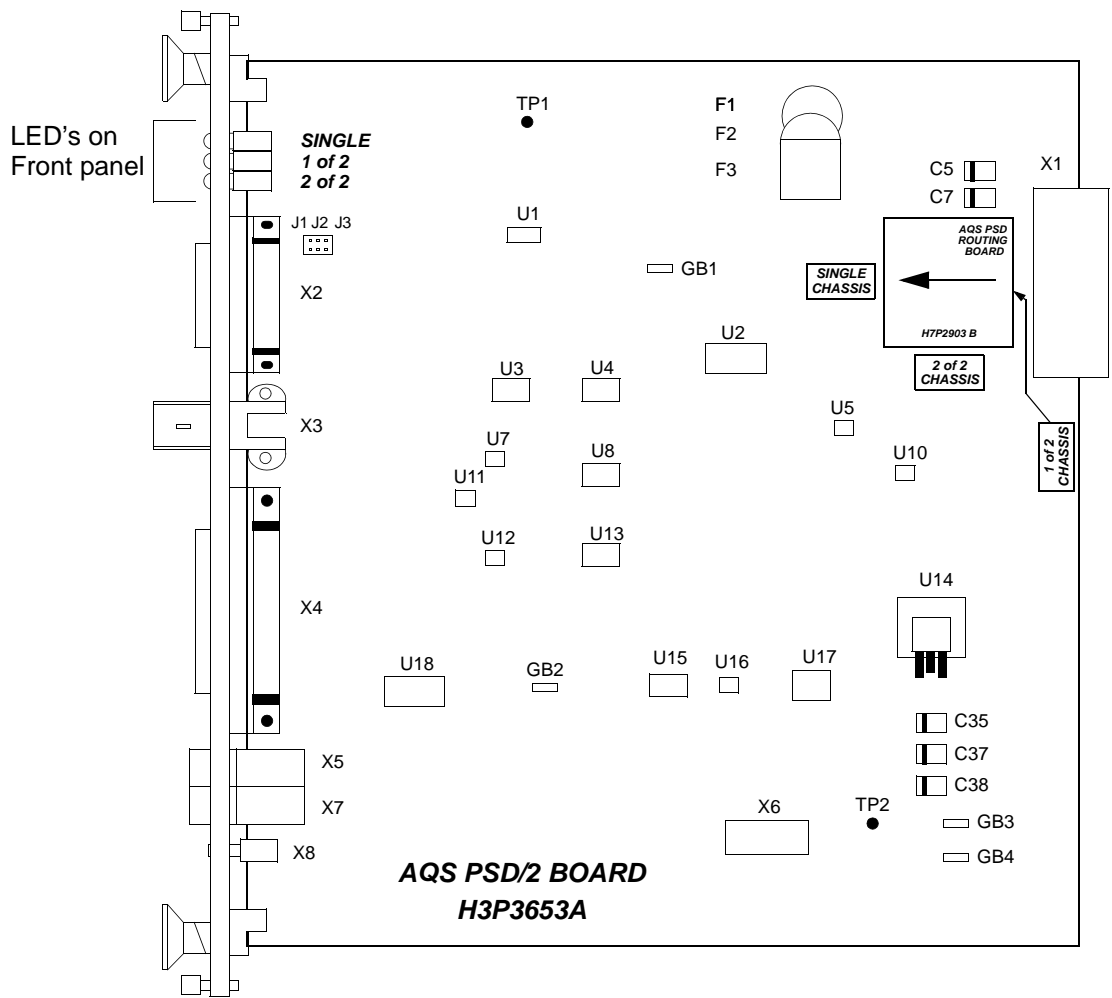 TP1
F1
F2
F3
LED's on
Front panel
SINGLE
1 of 2
2 of 2
C5
C7
X1
J1 J2 J3
U1
AQS PSD
ROUTING
BOARD
GB1
SINGLE
CHASSIS
X2
H7P2903 B
U2
2 of 2
CHASSIS
U3
U4
U5
X3
1 of 2
CHASSIS
U7
U8
U10
U11
U12
U13
U14
X4
U18
GB2
U15
U16
U17
C35
C37
C38
X5
X7
X6
TP2
GB3
GB4
X8
AQS PSD/2 BOARD
H3P3653A